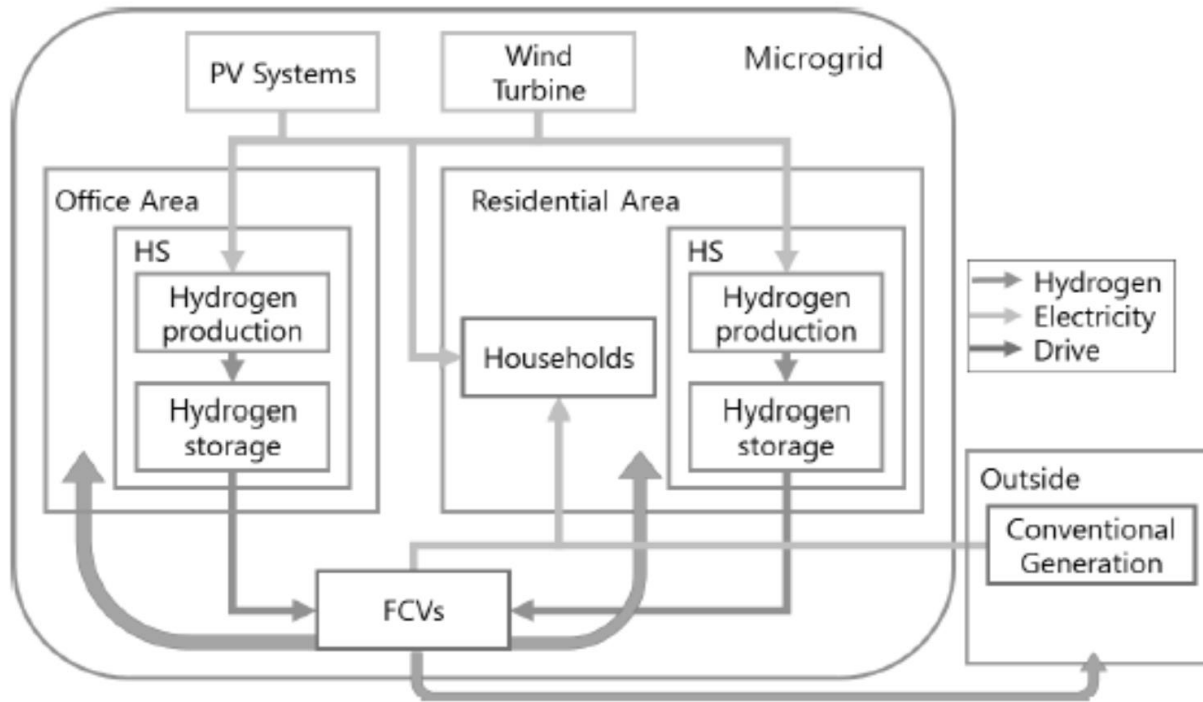 PV Systems
Wind
Turbine
Microgrid
Office Area
HS
Hydrogen
production
Hydrogen
storage
Residential Area
Households
HS
Hydrogen
production
Hydrogen
storage
Hydrogen
Electricity
Drive
Outside
Conventional
Generation
FCVs